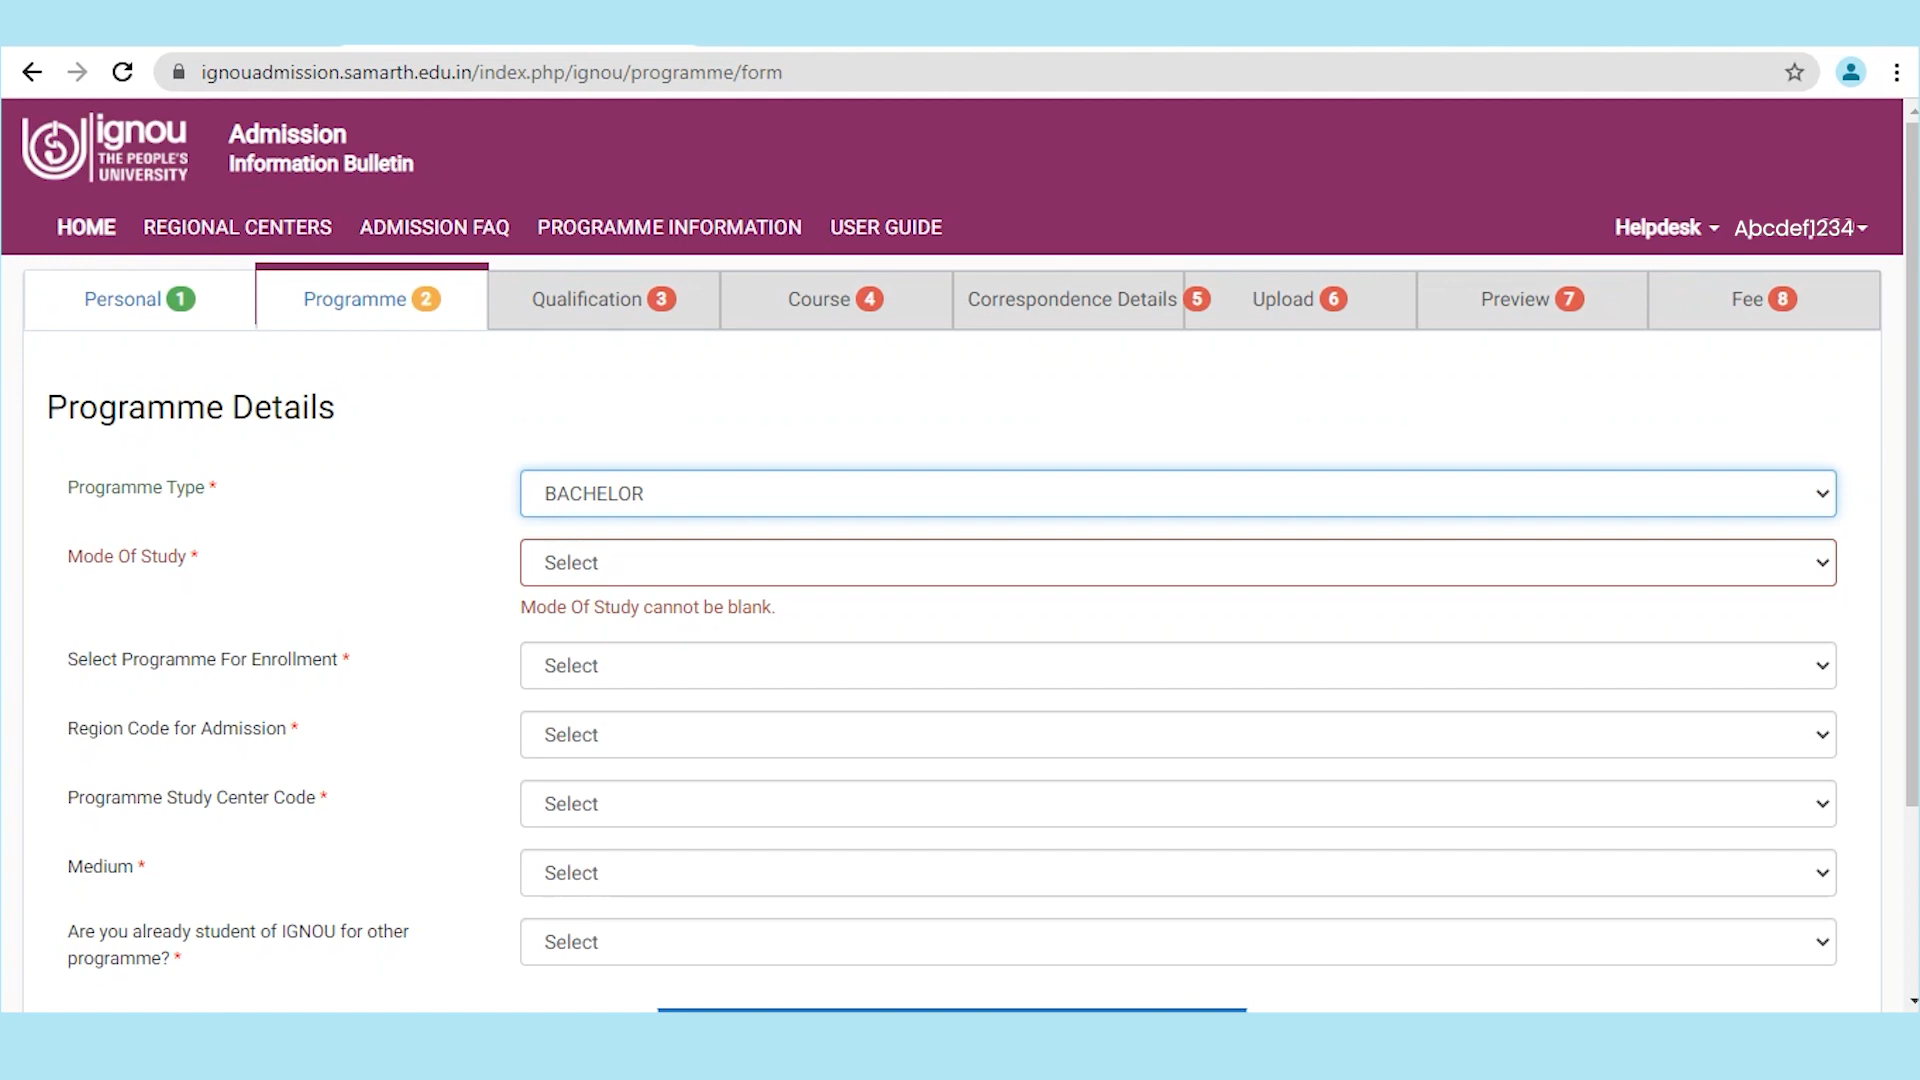 ignouadmission.samarth.edu.in/index.php/ignou/programme/form
ignou
THE PEOPLE'S
UNIVERSITY
Admission
Information Bulletin
HOME REGIONAL CENTERS ADMISSION FAQ PROGRAMME INFORMATION USER GUIDE Helpdesk Abcdef1234
Personal 1 Programme 2 Qualification 3 Course 4 Correspondence Details 5 Upload 6 Preview 7 Fee 8
Programme Details
Programme Type * BACHELOR
Mode Of Study * Select
Mode Of Study cannot be blank.
Select Programme For Enrollment * Select
Region Code for Admission * Select
Programme Study Center Code * Select
Medium * Select
Are you already student of IGNOU for other
programme? * Select